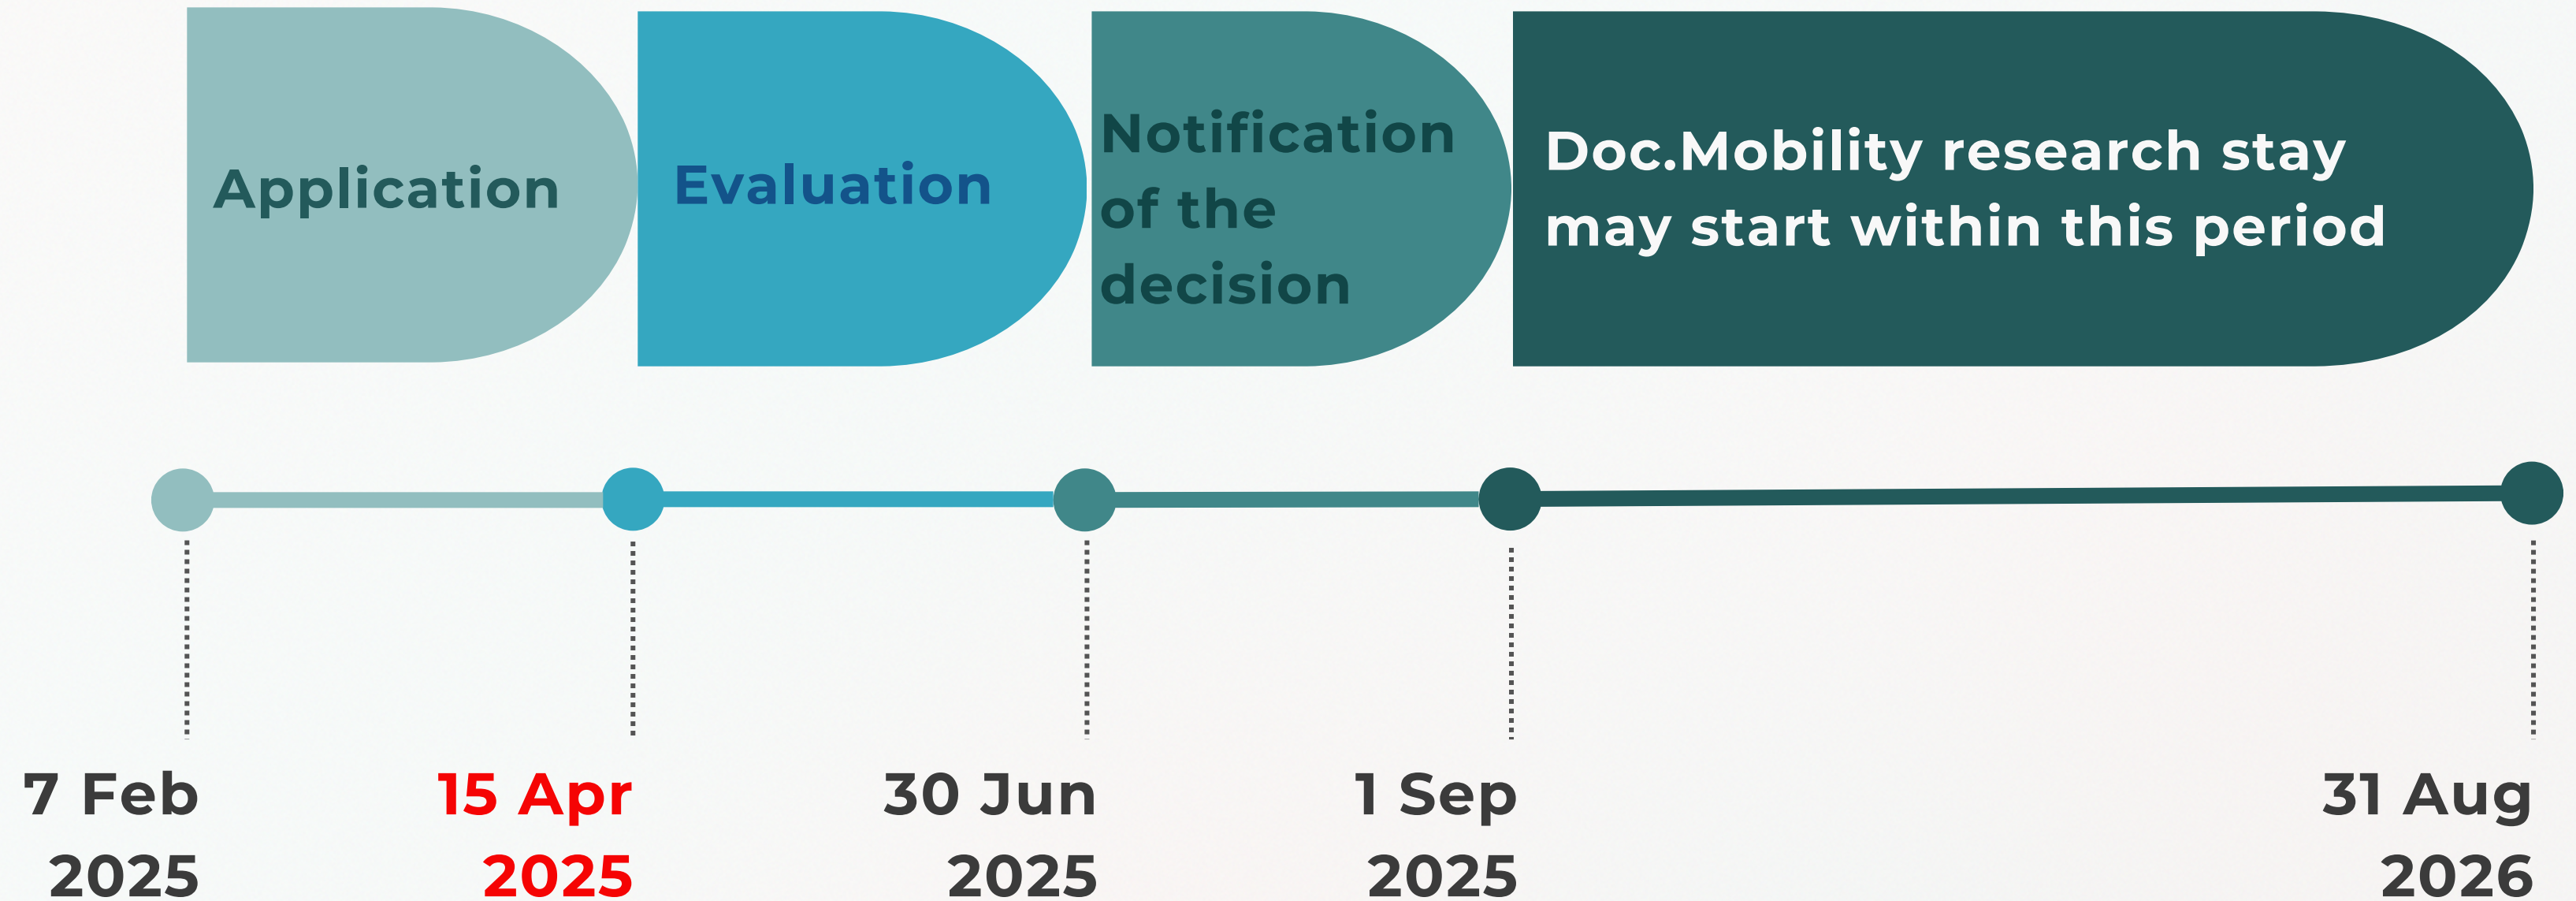 Application
Evaluation
Notification
of the
decision
Doc.Mobility research stay
may start within this period
7 Feb
2025
15 Apr
2025
30 Jun
2025
1 Sep
2025
31 Aug
2026